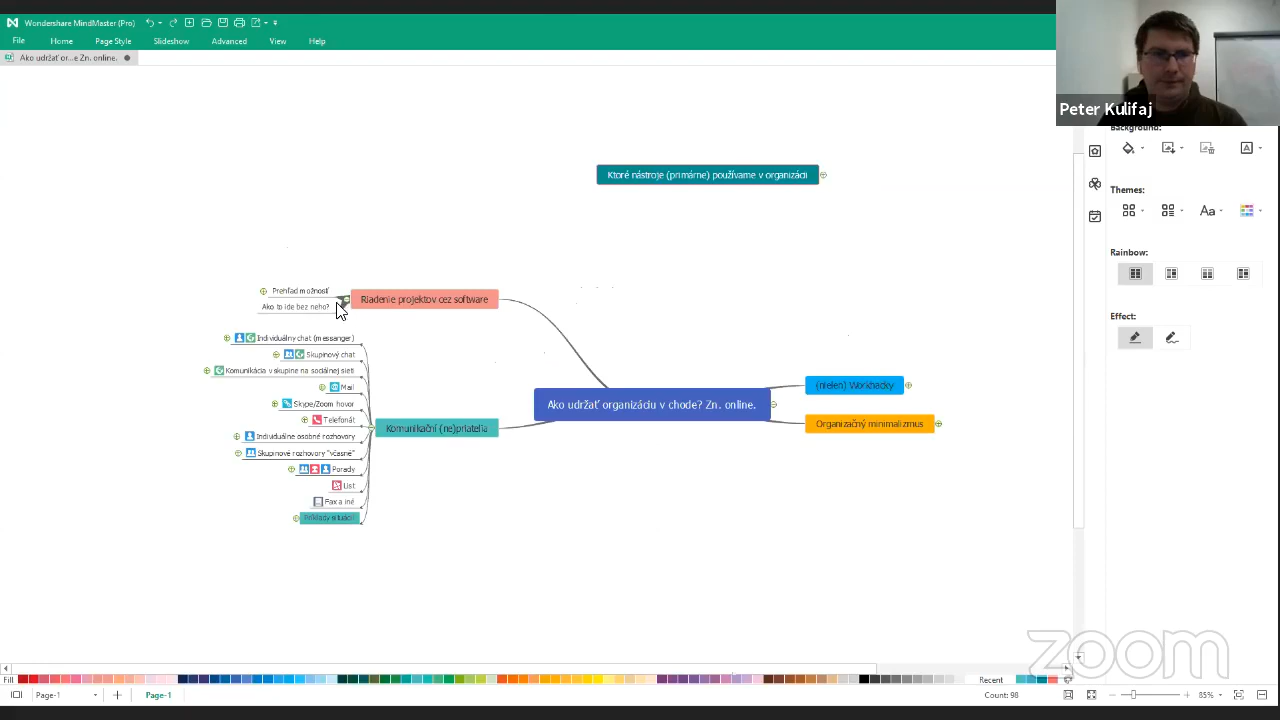 Wondershare MindMaster (Pro)
File Home Page Style Slideshow Advanced View Help
Ako udržať or...e Zn. online.
Peter Kulifaj
Background:
Themes:
Aa
Rainbow:
Effect:
Ktoré nástroje (primárne) používame v organizácii
Prehľad možností
Ako to ide bez neho?
Riadenie projektov cez software
Individuálny chat (messanger)
Skupinový chat
Komunikácia v skupine na sociálnej sieti
Mail
Skype/Zoom hovor
Telefonát
Individuálne osobné rozhovory
Skupinové rozhovory "včasné"
Porady
List
Fax a iné
Príklady situácií
Komunikační (ne)priatelia
Ako udržať organizáciu v chode? Zn. online.
(n)elen) Workhacky
Organizačný minimalizmus
zoom
Fill
Recent
Page-1
Page-1
Count: 98
85%